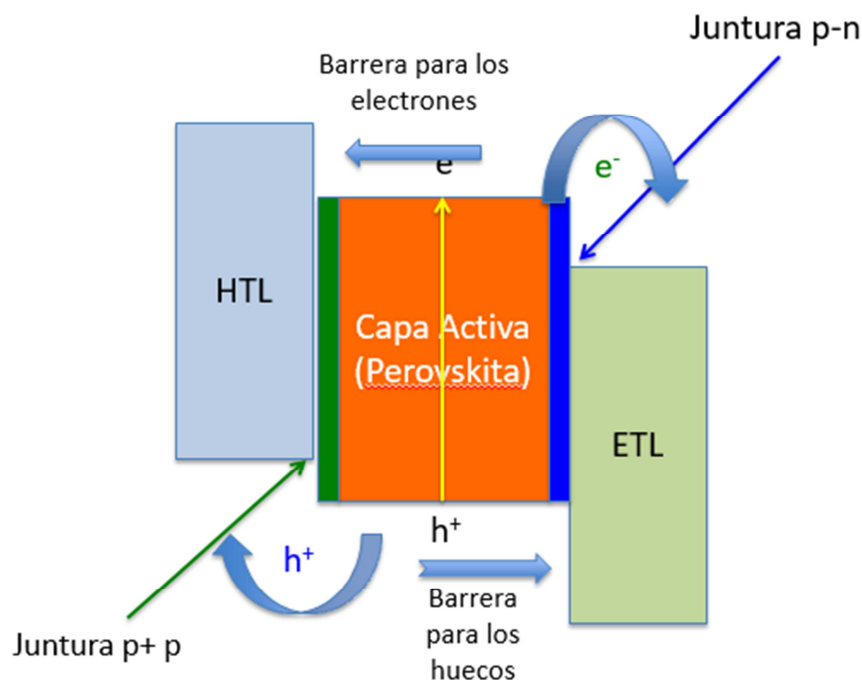 Juntura p-n
Barrera para los
electrones
e
e-
HTL
Capa Activa
(Perovskita)
ETL
h+
h+
Barrera
para los
huecos
Juntura p+ p